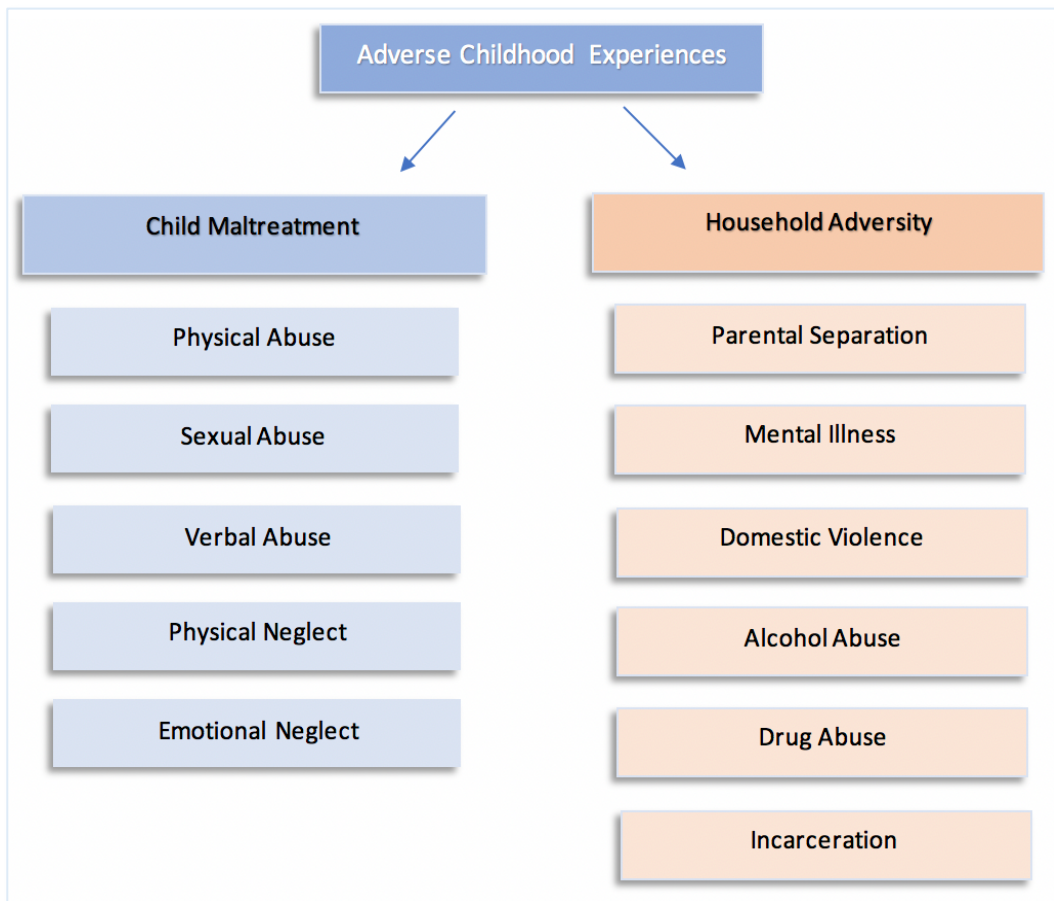 Adverse Childhood Experiences
Child Maltreatment
Physical Abuse
Sexual Abuse
Verbal Abuse
Physical Neglect
Emotional Neglect
Household Adversity
Parental Separation
Mental Illness
Domestic Violence
Alcohol Abuse
Drug Abuse
Incarceration